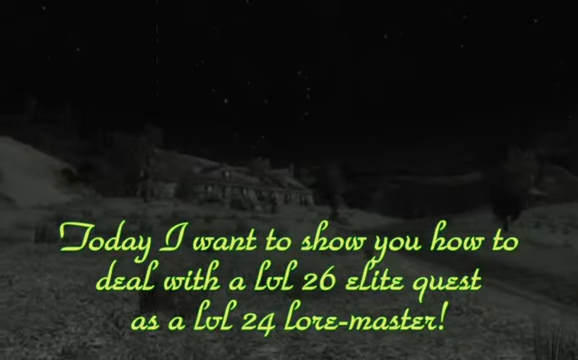 Today I want to show you how to
deal with a lvl 26 elite quest
as a lvl 24 lore-master!